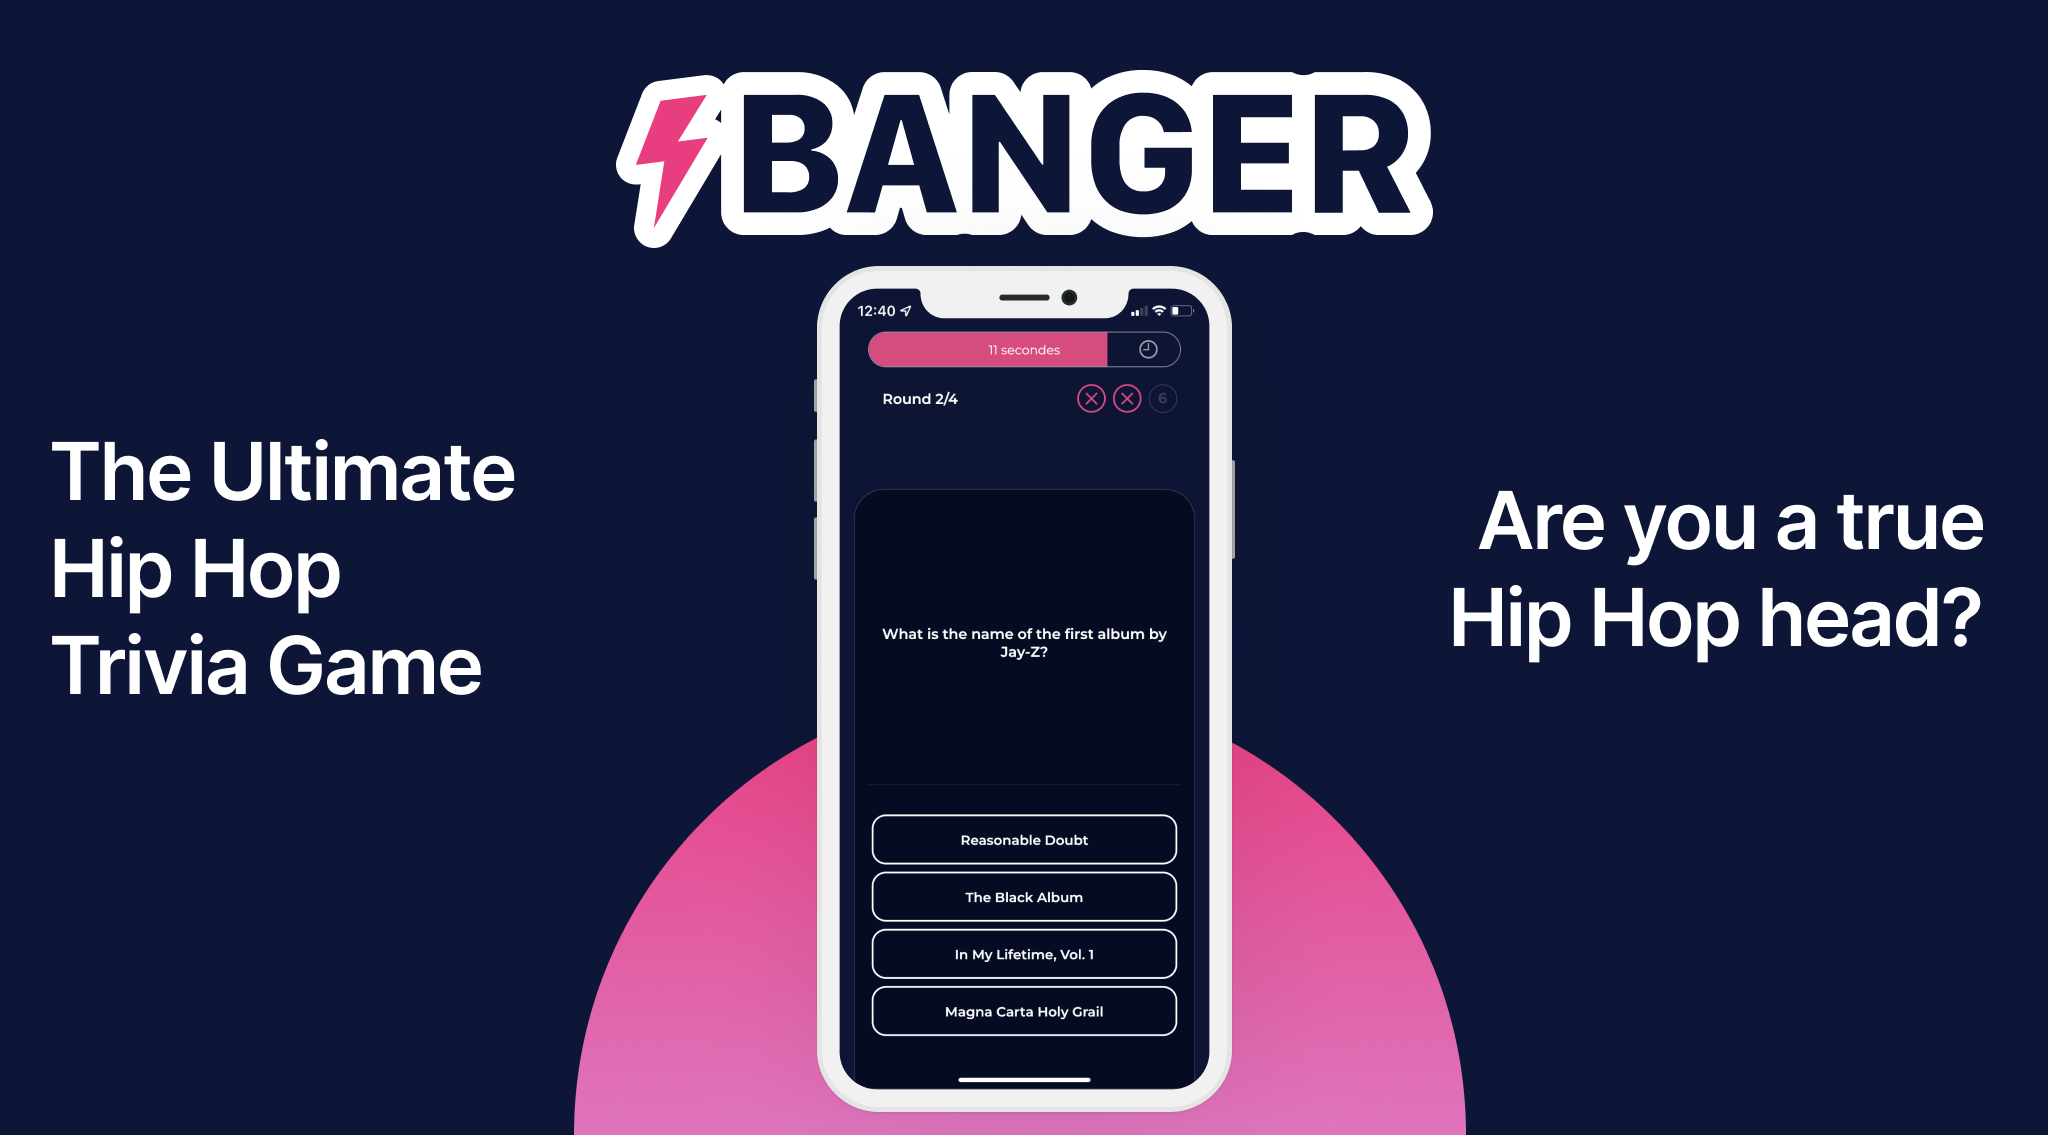 BANGER
The Ultimate
Hip Hop
Trivia Game
12:40
11 secondes
Round 2/4
6
What is the name of the first album by
Jay-Z?
Reasonable Doubt
The Black Album
In My Lifetime, Vol. 1
Magna Carta Holy Grail
Are you a true
Hip Hop head?